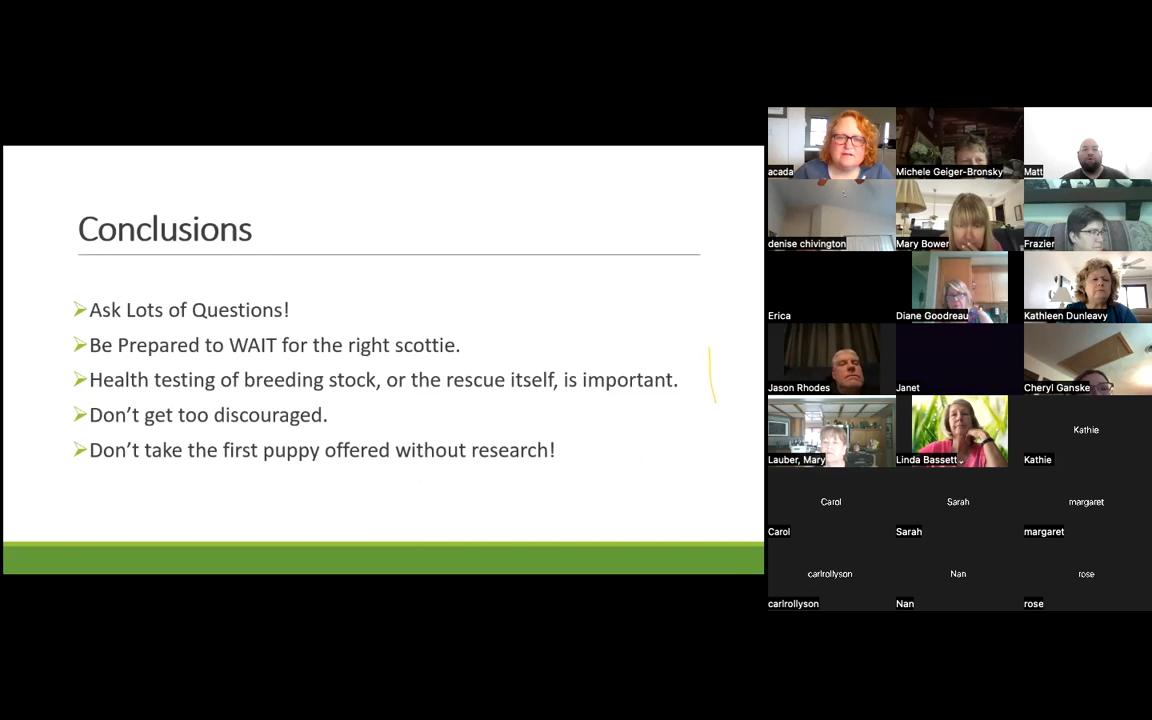 Conclusions
Ask Lots of Questions!
Be Prepared to WAIT for the right scottie.
Health testing of breeding stock, or the rescue itself, is important.
Don't get too discouraged.
Don't take the first puppy offered without research!
acada
Michele Geiger-Bronsky
Matt
denise chivington
Mary Bower
Frazier
Erica
Diane Goodreau
Kathleen Dunleavy
Jason Rhodes
Janet
Cheryl Ganske
Lauber, Mary
Linda Bassett
Kathie
Kathie
Carol
Carol
Sarah
Sarah
margaret
margaret
carlrollyson
carlrollyson
Nan
Nan
rose
rose